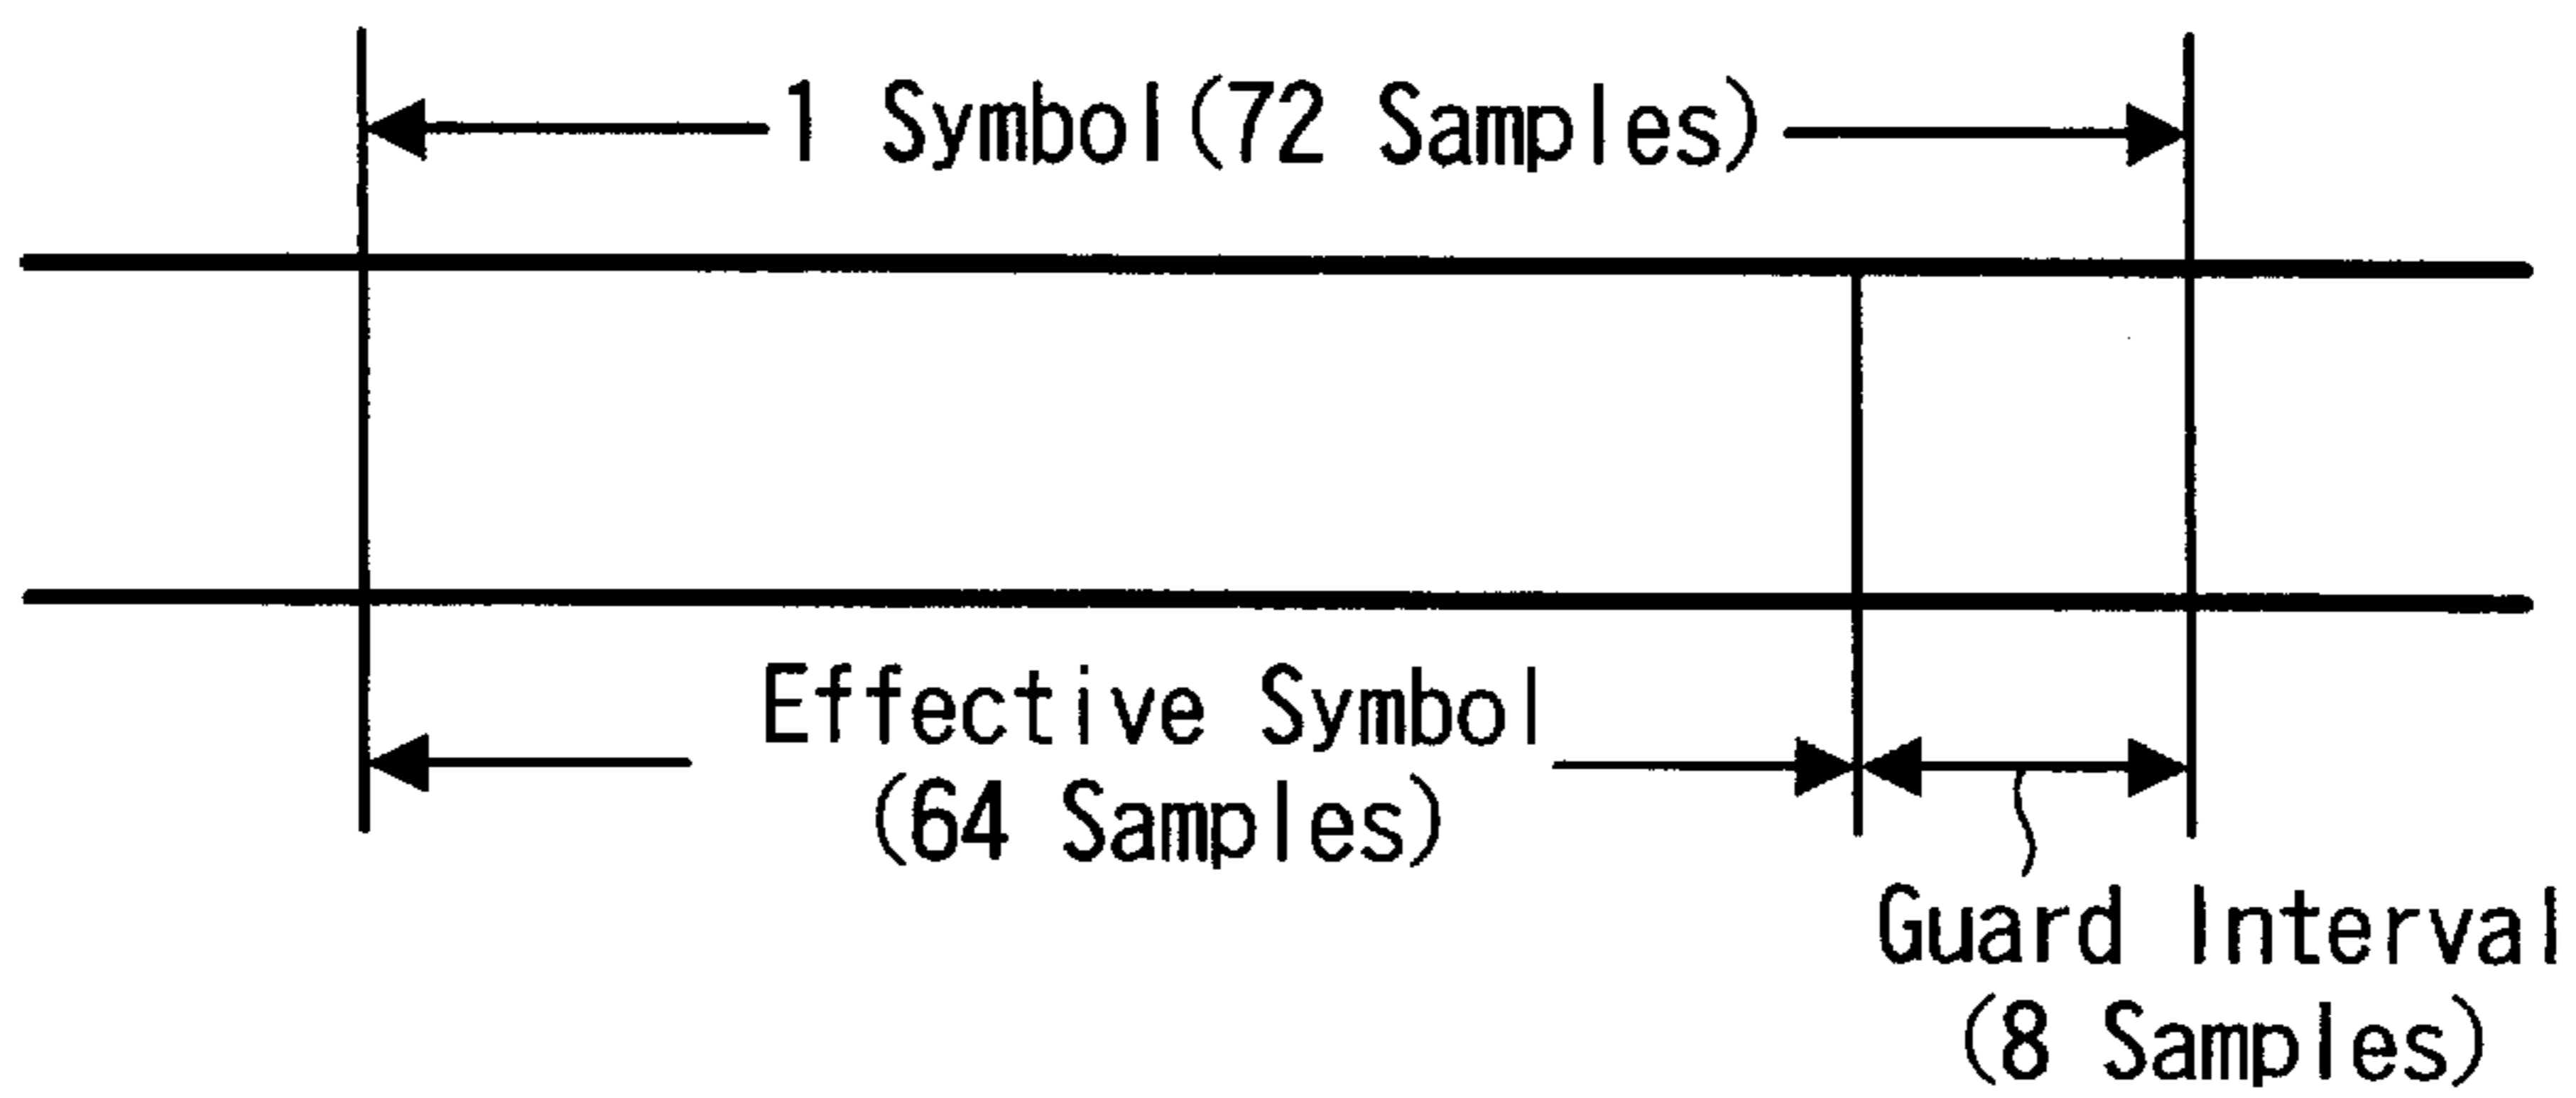 1 Symbol(72 Samples)
Effective Symbol
(64 Samples)
Guard Interval
(8 Samples)